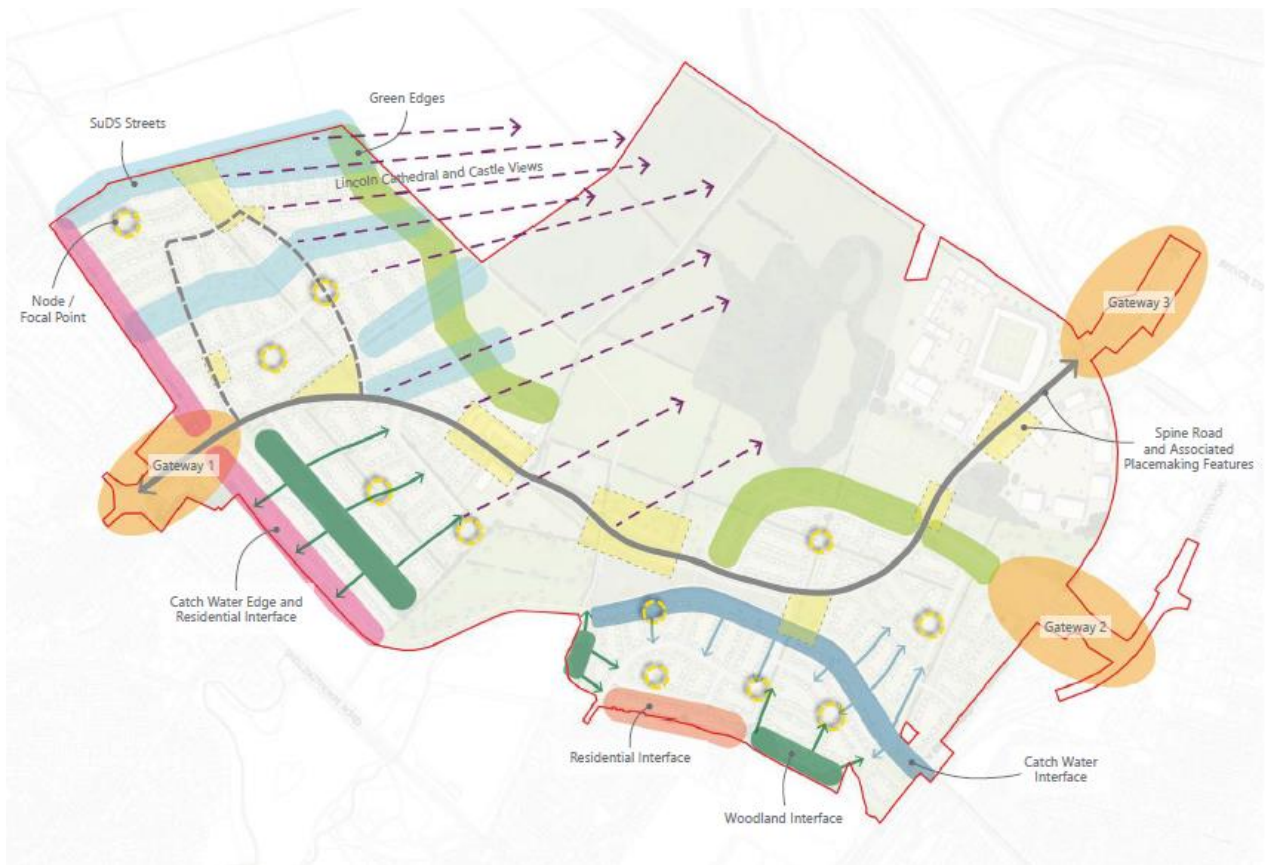 Green Edges
SuDS Streets
Lincoln Cathedral and Castle Views
Node /
Focal Point
Gateway 3
Spine Road
and Associated
Placemaking Features
Gateway 1
Catch Water Edge and
Residential Interface
Gateway 2
Residential Interface
Catch Water
Interface
Woodland Interface